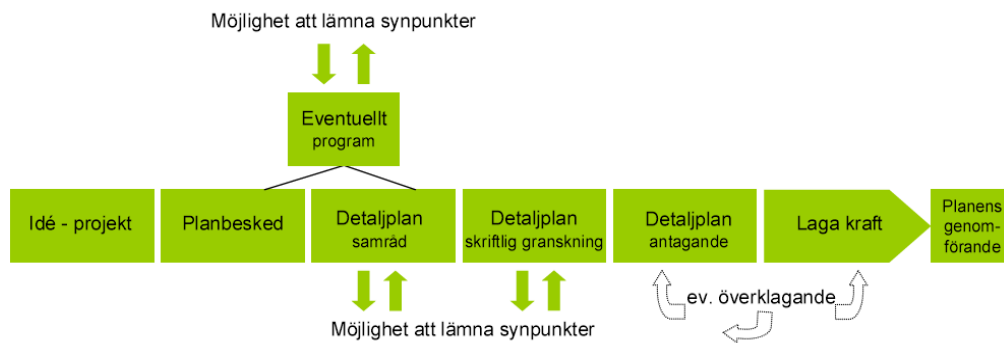 Möjlighet att lämna synpunkter
Eventuellt
program
Idé - projekt
Planbesked
Detaljplan
samråd
Detaljplan
skriftlig granskning
Detaljplan
antagande
Laga kraft
Planens
genom-
förande
ev. överklagande
Möjlighet att lämna synpunkter